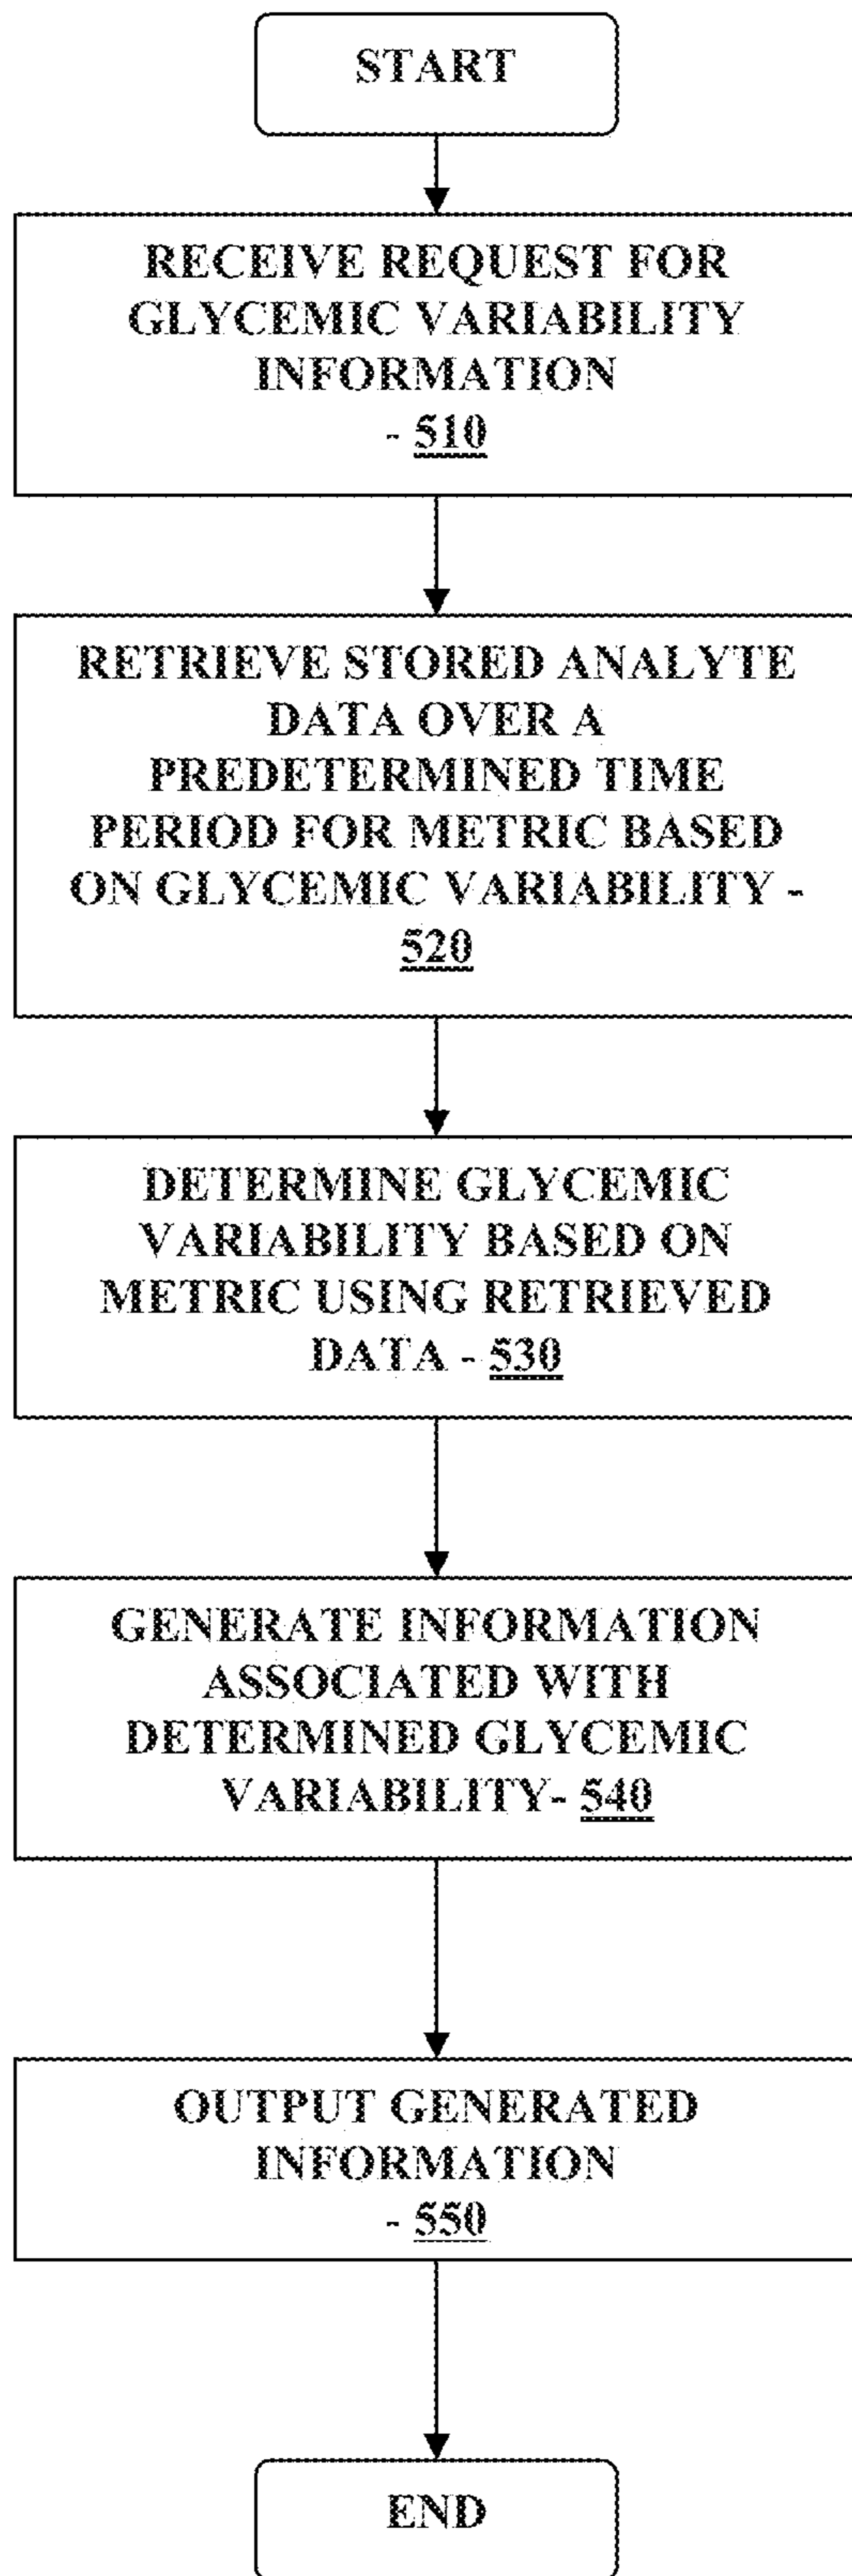 START
RECEIVE REQUEST FOR
GLYCEMIC VARIABILITY
INFORMATION
- 510
RETRIEVE STORED ANALYTE
DATA OVER A
PREDETERMINED TIME
PERIOD FOR METRIC BASED
ON GLYCEMIC VARIABILITY -
520
DETERMINE GLYCEMIC
VARIABILITY BASED ON
METRIC USING RETRIEVED
DATA - 530
GENERATE INFORMATION
ASSOCIATED WITH
DETERMINED GLYCEMIC
VARIABILITY- 540
OUTPUT GENERATED
INFORMATION
- 550
END